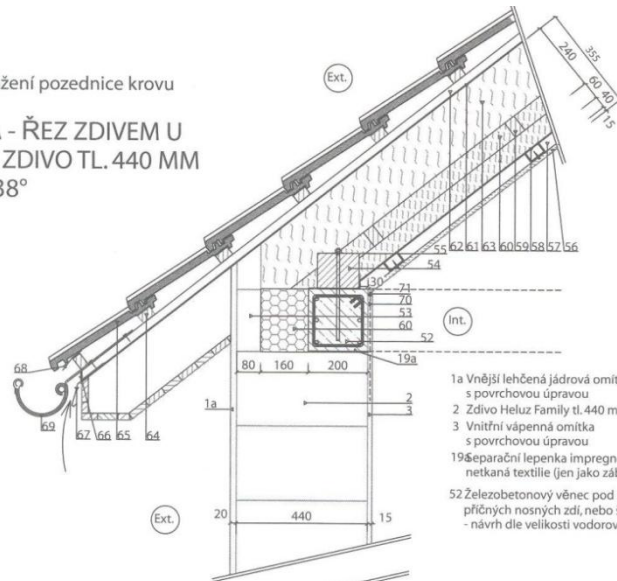 žení pozednice krovu
- ŘEZ ZDIVEM U
ZDIVO TL. 440 MM
38°
Ext.
240
355
60
40
15
62 61 63 60 59 58 57 56
55
54
30
71
70
53
60
52
19a
Int.
68
69
67 66 65 64
80 160 200
1a
2
3
Ext.
20 440 15
1a Vnější lehčená jádrová omít
s povrchovou úpravou
2 Zdivo Heluz Family tl. 440 m
3 Vnitřní vápenná omítka
s povrchovou úpravou
19a Separační lepenka impregn
netkaná textilie (jen jako záb
52 Železobetonový věnec pod
příčných nosných zdí, nebo
- návrh dle velikosti vodorov